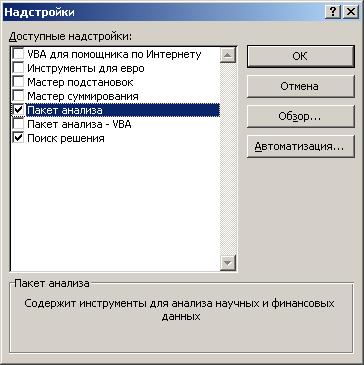 Надстройки
Доступные надстройки:
VBA для помощника по Интернету
Инструменты для евро
Мастер подстановок
Мастер суммирования
Пакет анализа
Пакет анализа - VBA
Поиск решения
ОК
Отмена
Обзор...
Автоматизация...
Пакет анализа
Содержит инструменты для анализа научных и финансовых
данных